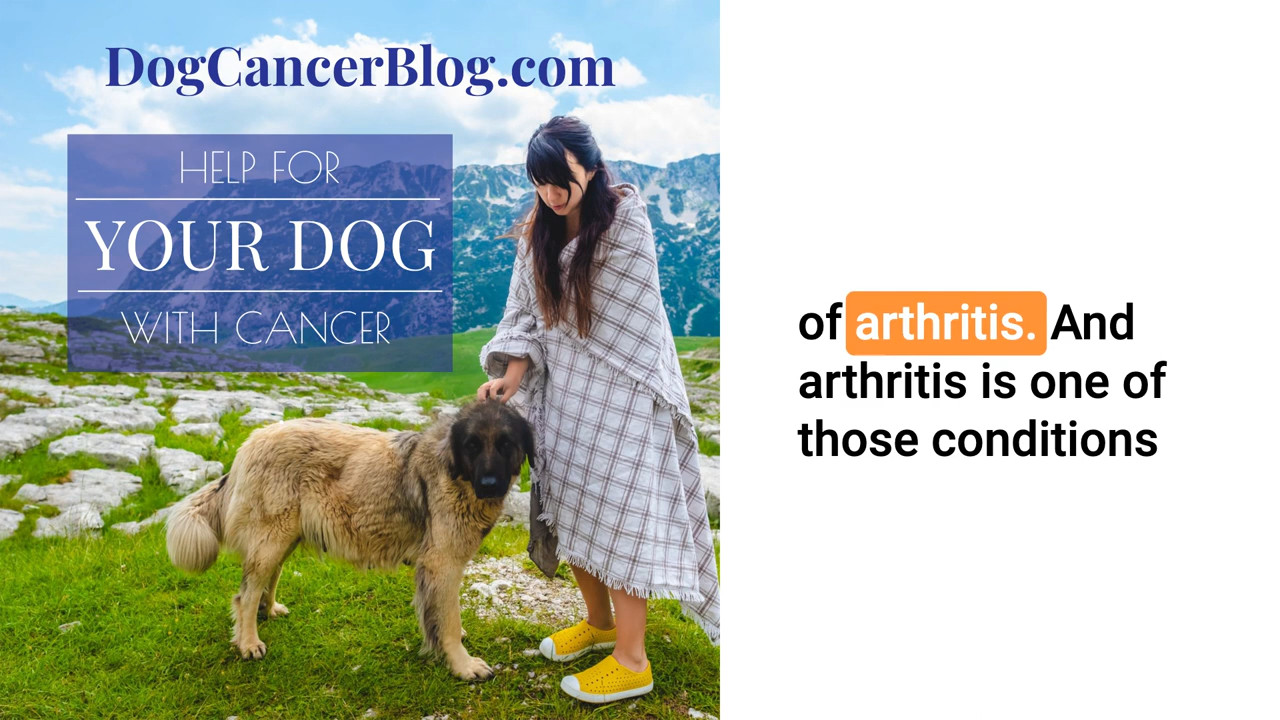 DogCancerBlog.com
HELP FOR
YOUR DOG
WITH CANCER
of arthritis. And
arthritis is one of
those conditions